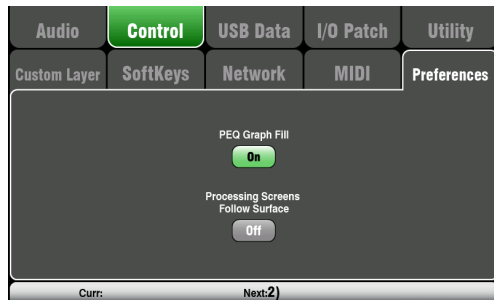 Audio Control USB Data I/O Patch Utility
Custom Layer SoftKeys Network MIDI Preferences
PEQ Graph Fill
On
Processing Screens
Follow Surface
Off
Curr: Next:2)